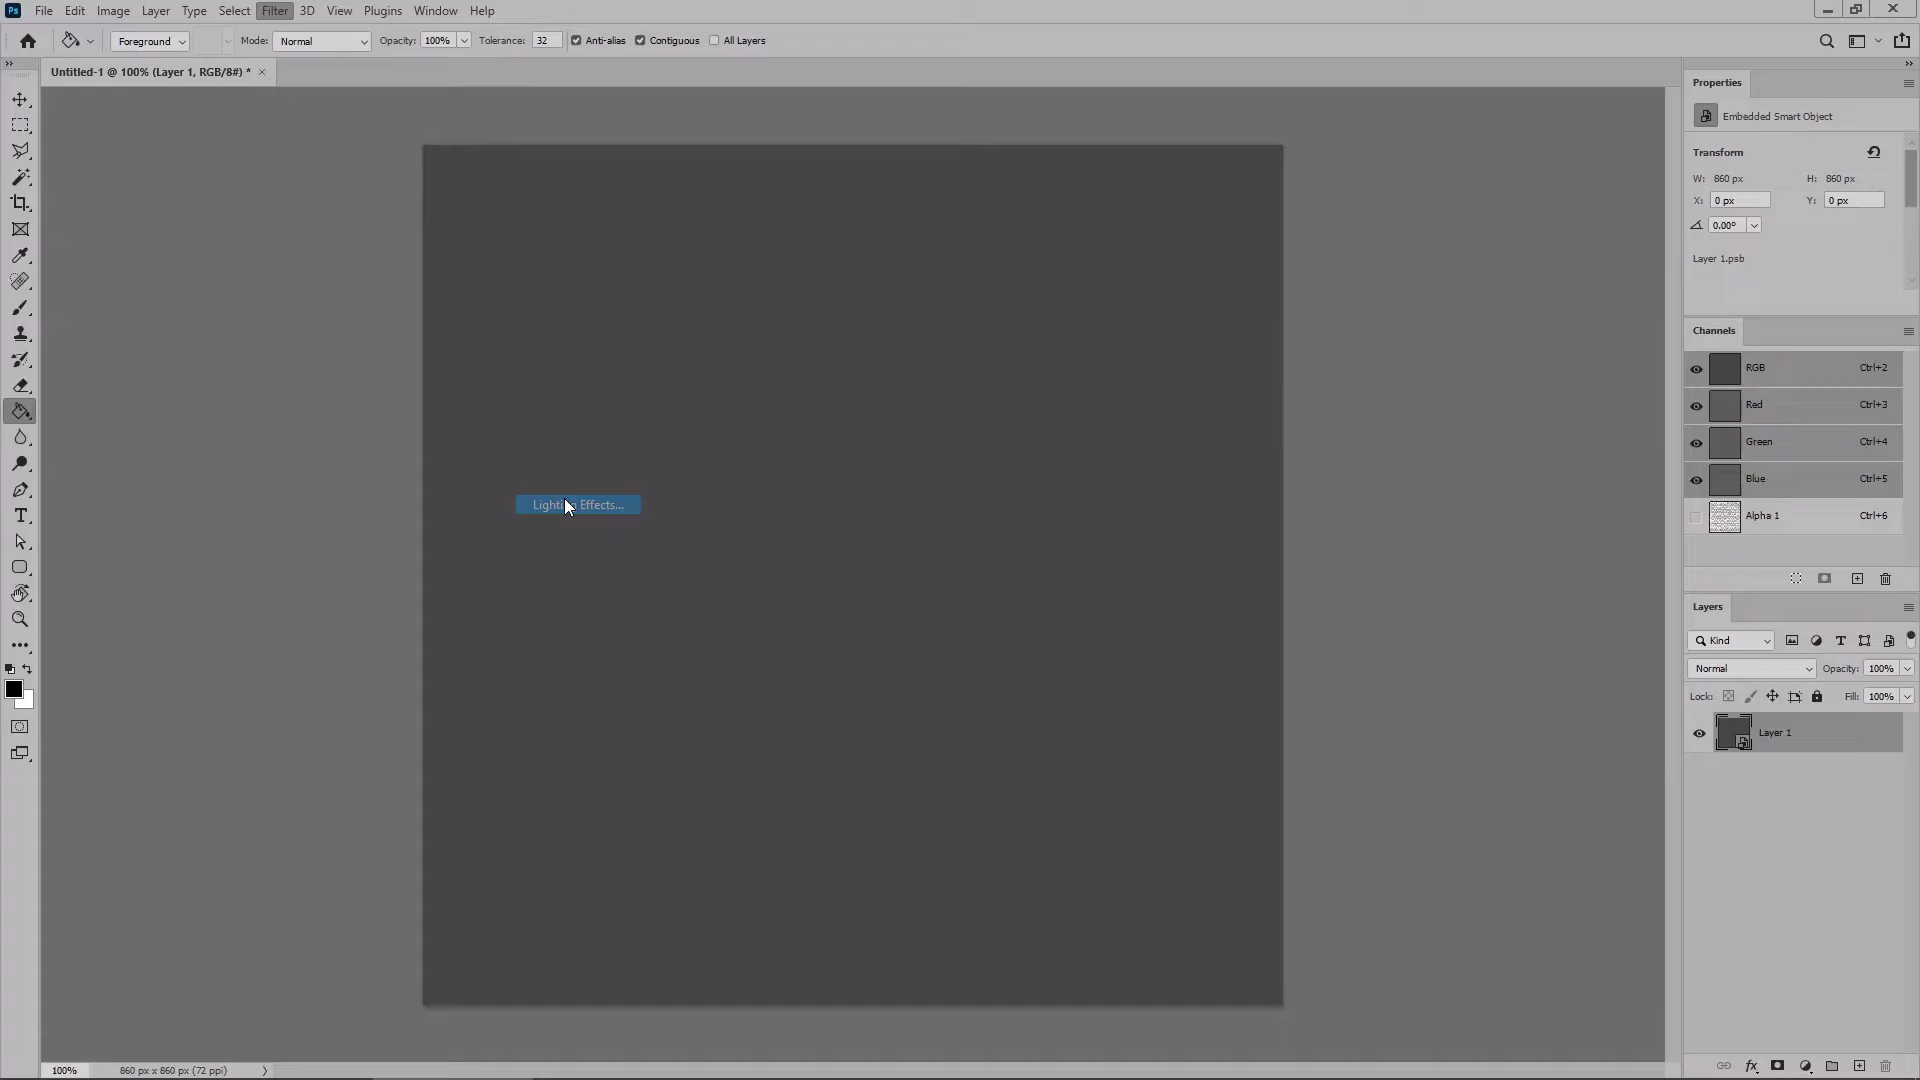 Ps File Edit Image Layer Type Select Filter 3D View Plugins Window Help
Foreground Mode: Normal Opacity: 100% Tolerance: 32 Anti-alias Contiguous All Layers
Untitled-1 @ 100% (Layer 1, RGB/8#) *
Properties
Embedded Smart Object
Transform
W: 860 px H: 860 px
X: 0 px Y: 0 px
0.00°
Layer 1.psb
Channels
RGB Ctrl+2
Red Ctrl+3
Green Ctrl+4
Blue Ctrl+5
Alpha 1 Ctrl+6
Lighting Effects...
Layers
Kind
Normal Opacity: 100%
Lock: Fill: 100%
Layer 1
100% 860 px x 860 px (72 ppi)